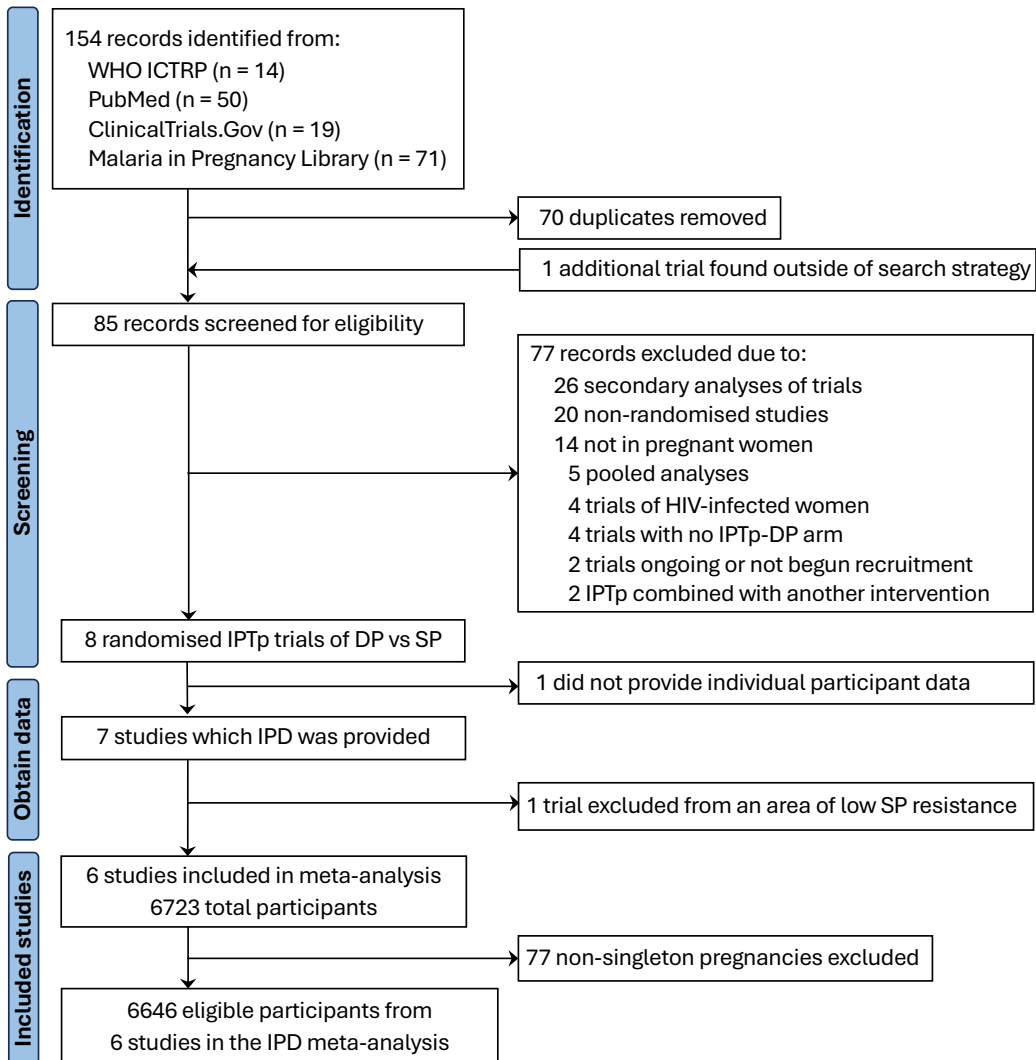 Identification
154 records identified from:
WHO ICTRP (n = 14)
PubMed (n = 50)
ClinicalTrials.Gov (n = 19)
Malaria in Pregnancy Library (n = 71)
70 duplicates removed
1 additional trial found outside of search strategy
Screening
85 records screened for eligibility
77 records excluded due to:
26 secondary analyses of trials
20 non-randomised studies
14 not in pregnant women
5 pooled analyses
4 trials of HIV-infected women
4 trials with no IPTp-DP arm
2 trials ongoing or not begun recruitment
2 IPTp combined with another intervention
8 randomised IPTp trials of DP vs SP
Obtain data
1 did not provide individual participant data
7 studies which IPD was provided
1 trial excluded from an area of low SP resistance
Included studies
6 studies included in meta-analysis
6723 total participants
77 non-singleton pregnancies excluded
6646 eligible participants from
6 studies in the IPD meta-analysis